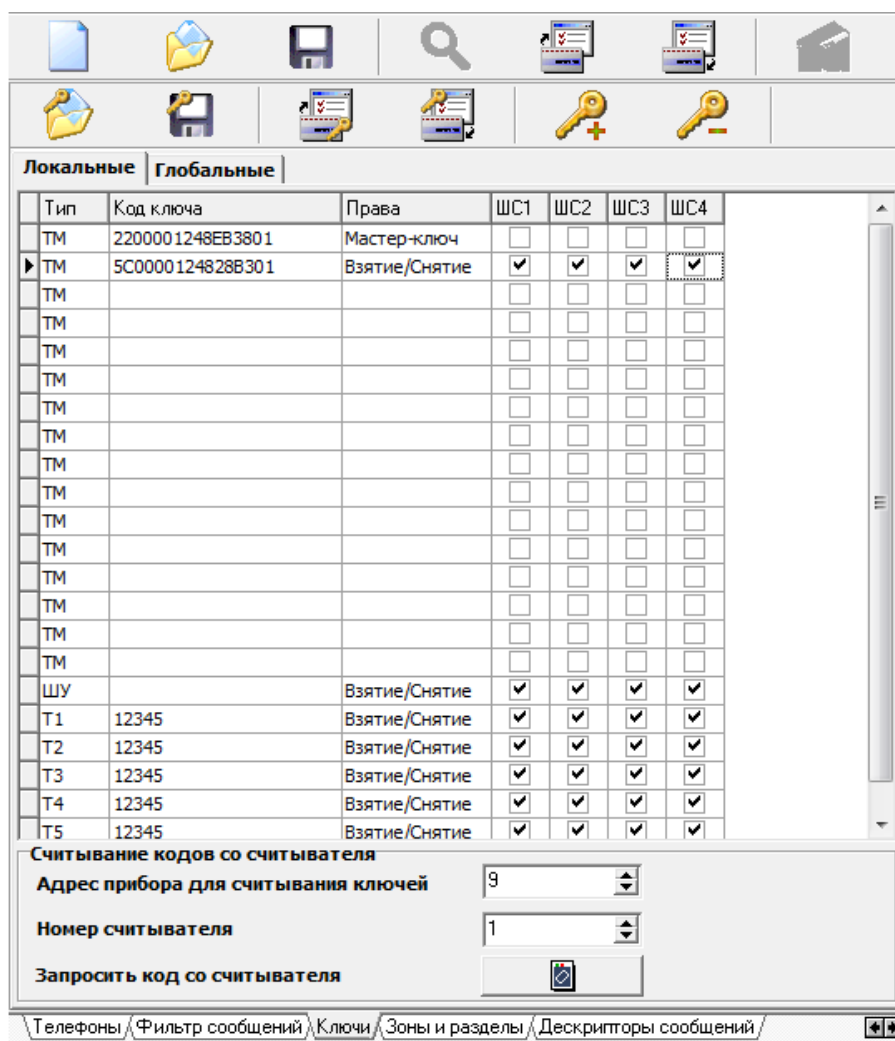 Локальные Глобальные
Тип Код ключа Права ШС1 ШС2 ШС3 ШС4
ТМ 2200001248EB3801 Мастер-ключ
ТМ 5C0000124828B301 Взятие/Снятие
ТМ
ТМ
ТМ
ТМ
ТМ
ТМ
ТМ
ТМ
ТМ
ТМ
ТМ
ТМ
ТМ
ТМ
ШУ Взятие/Снятие
Т1 12345 Взятие/Снятие
Т2 12345 Взятие/Снятие
Т3 12345 Взятие/Снятие
Т4 12345 Взятие/Снятие
Т5 12345 Взятие/Снятие
Считывание кодов со считывателя
Адрес прибора для считывания ключей 9
Номер считывателя 1
Запросить код со считывателя
Телефоны Фильтр сообщений Ключи Зоны и разделы Дескрипторы сообщений